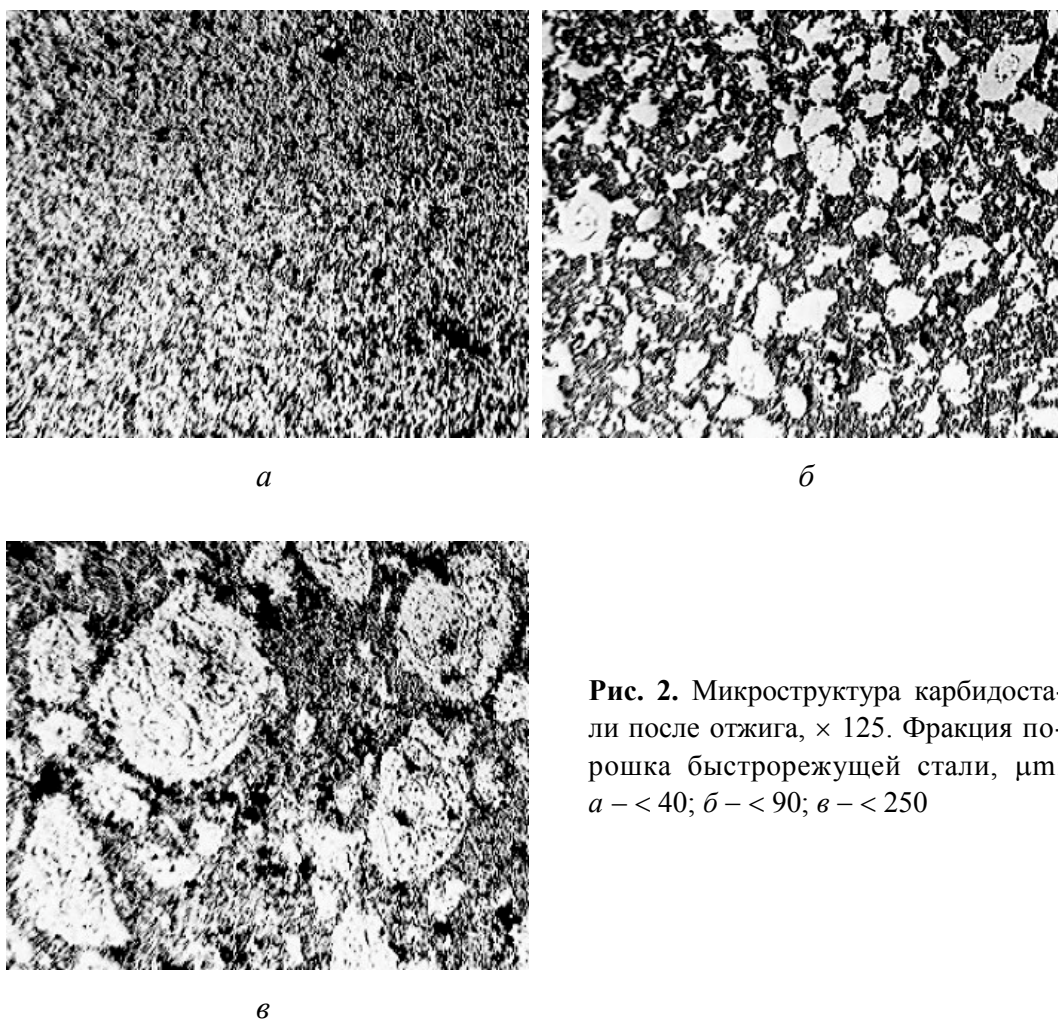 а
б
в
Рис. 2. Микроструктура карбидоста-
ли после отжига, × 125. Фракция по-
рошка быстрорежущей стали, μm
а – < 40; б – < 90; в – < 250